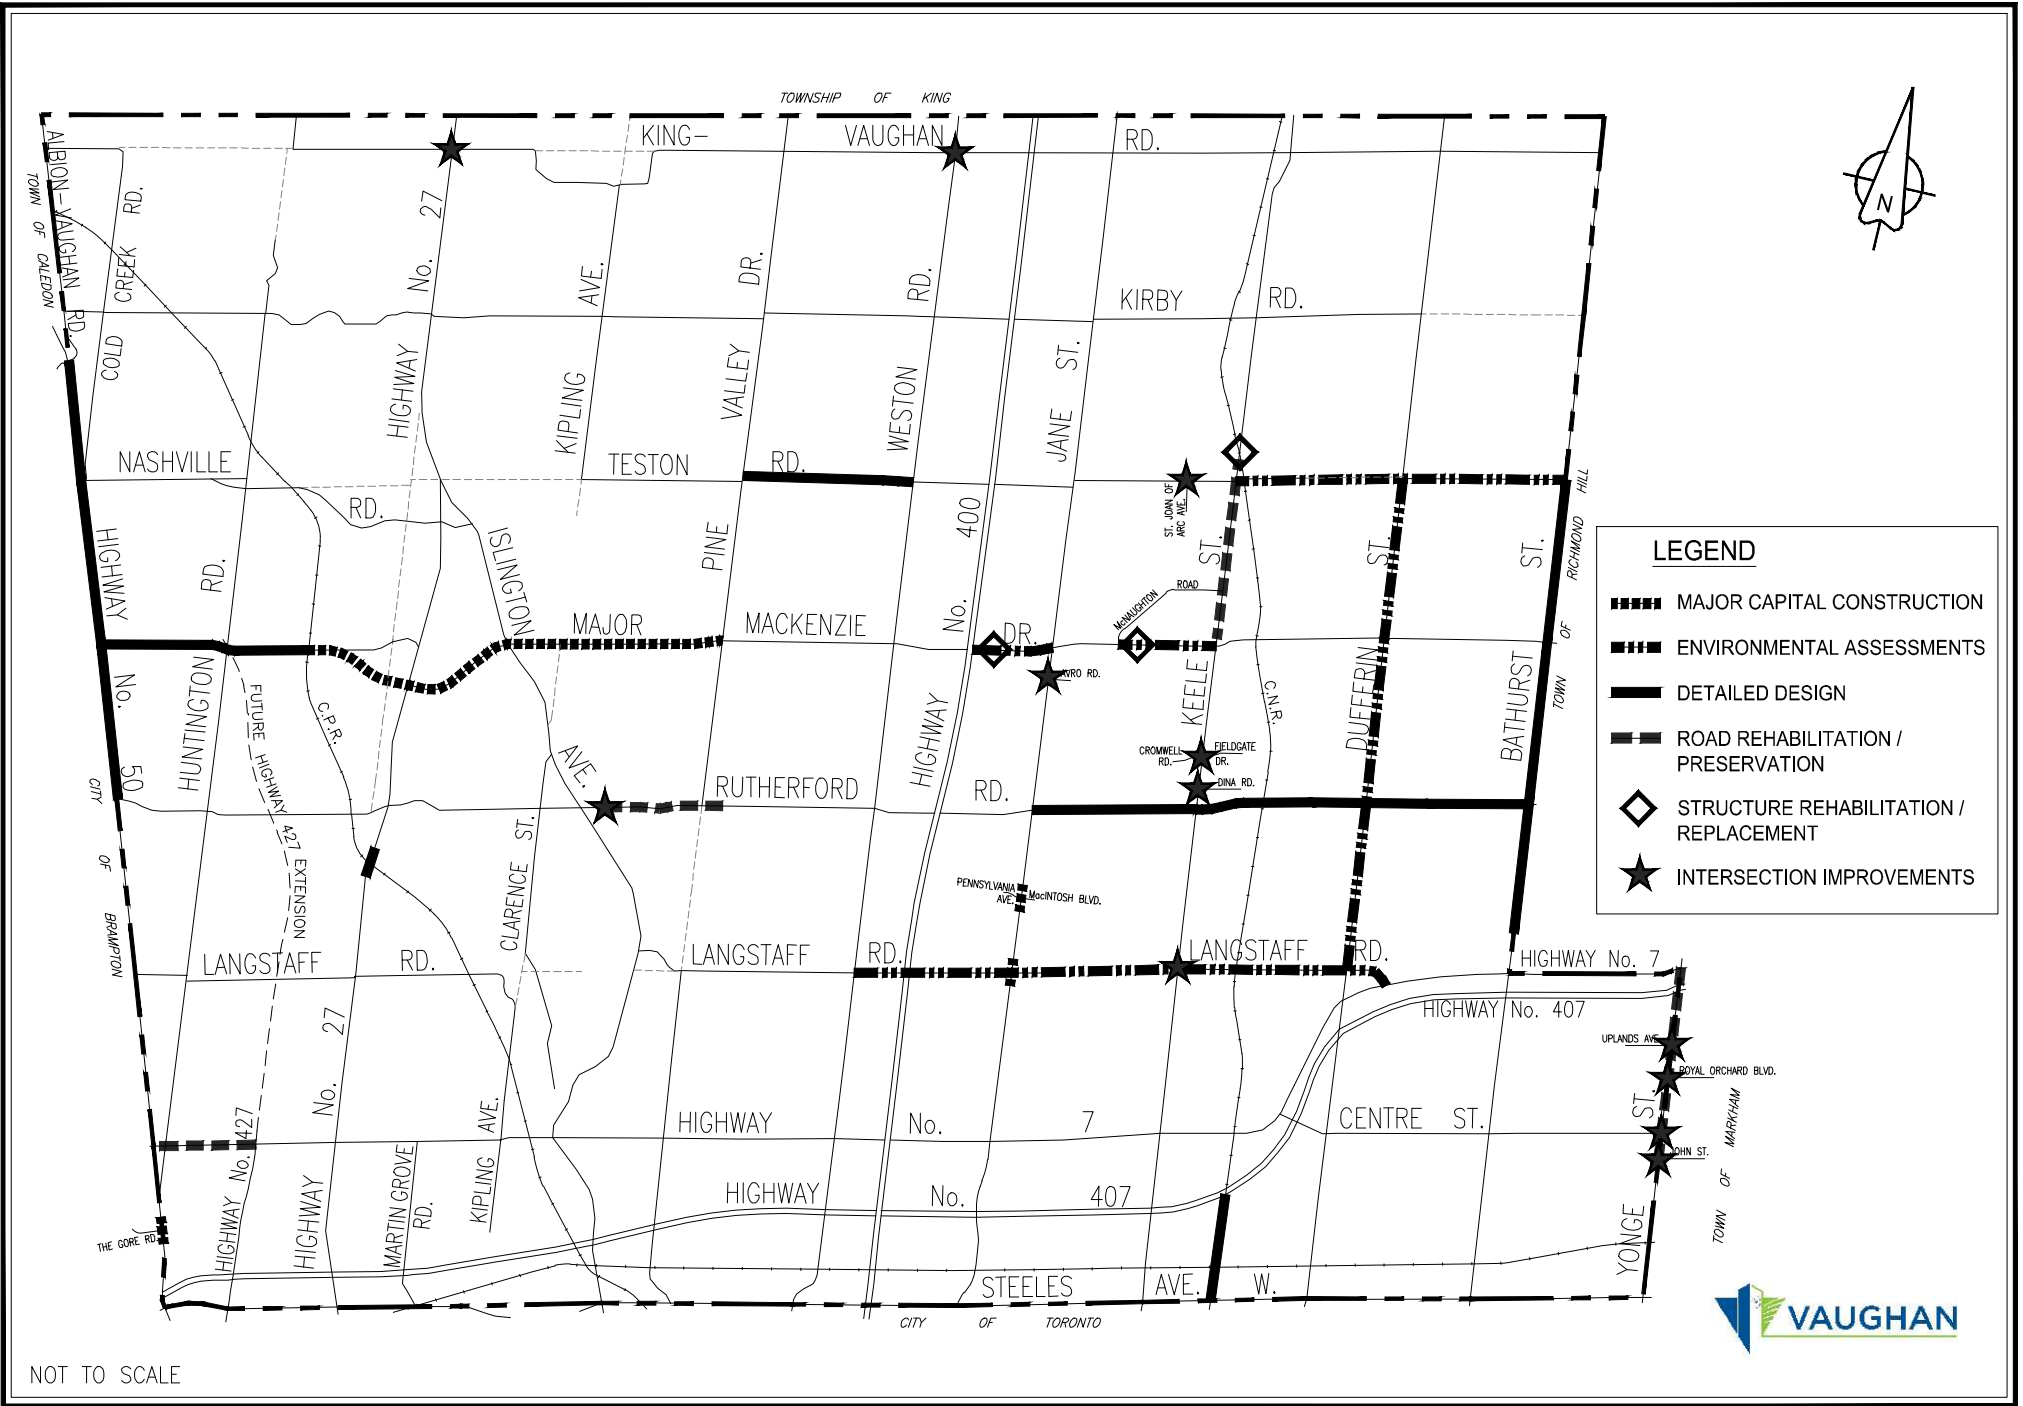 TOWNSHIP OF KING
KING- VAUGHAN RD.
ALBION-VAUGHAN RD.
TOWN OF CALEDON
COLD CREEK RD.
HIGHWAY No. 27
KIPLING AVE.
PINE VALLEY DR.
WESTON RD.
JANE ST.
KIRBY RD.
N
NASHVILLE RD.
TESTON RD.
ST. JOAN OF
ARC AVE.
HIGHWAY No. 50
HUNTINGTON RD.
ISLINGTON AVE.
HIGHWAY No. 400
KEELE ST.
DUFFERIN ST.
BATHURST ST.
TOWN OF RICHMOND HILL
McNAUGHTON ROAD
MAJOR MACKENZIE DR.
AVRO RD.
FUTURE HIGHWAY 427 EXTENSION
C.P.R.
C.N.R.
CROMWELL
RD.
FIELDGATE
DR.
DINA RD.
RUTHERFORD RD.
CITY OF BRAMPTON
CLARENCE ST.
PENNSYLVANIA
AVE.
MacINTOSH BLVD.
LANGSTAFF RD.
LANGSTAFF RD.
LANGSTAFF RD.
HIGHWAY No. 7
HIGHWAY No. 407
UPLANDS AVE.
ROYAL ORCHARD BLVD.
HIGHWAY No. 27
HIGHWAY No. 427
MARTIN GROVE
RD.
KIPLING AVE.
HIGHWAY No. 7
CENTRE ST.
JOHN ST.
YONGE ST.
TOWN OF MARKHAM
HIGHWAY No. 407
THE GORE RD.
STEELES AVE. W.
CITY OF TORONTO
LEGEND
MAJOR CAPITAL CONSTRUCTION
ENVIRONMENTAL ASSESSMENTS
DETAILED DESIGN
ROAD REHABILITATION /
PRESERVATION
STRUCTURE REHABILITATION /
REPLACEMENT
INTERSECTION IMPROVEMENTS
VAUGHAN
NOT TO SCALE